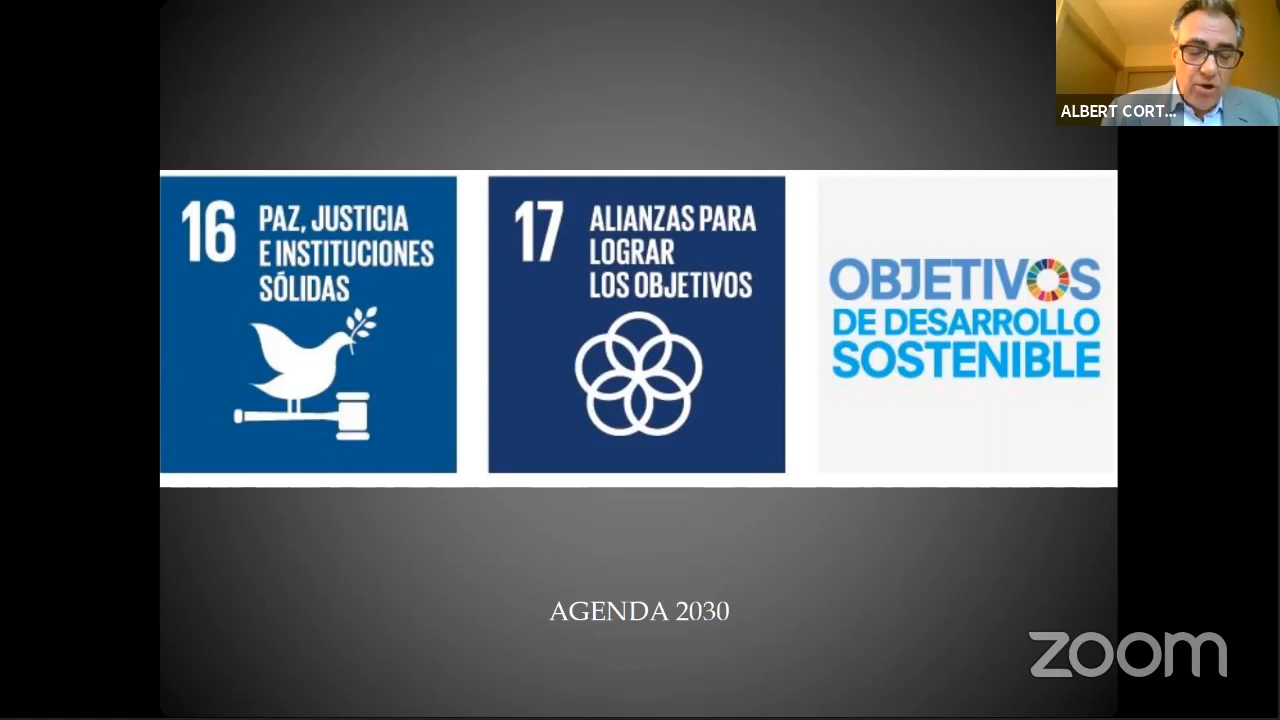 ALBERT CORT...
16
PAZ, JUSTICIA
E INSTITUCIONES
SÓLIDAS
17
ALIANZAS PARA
LOGRAR
LOS OBJETIVOS
OBJETIVOS
DE DESARROLLO
SOSTENIBLE
AGENDA 2030
zoom